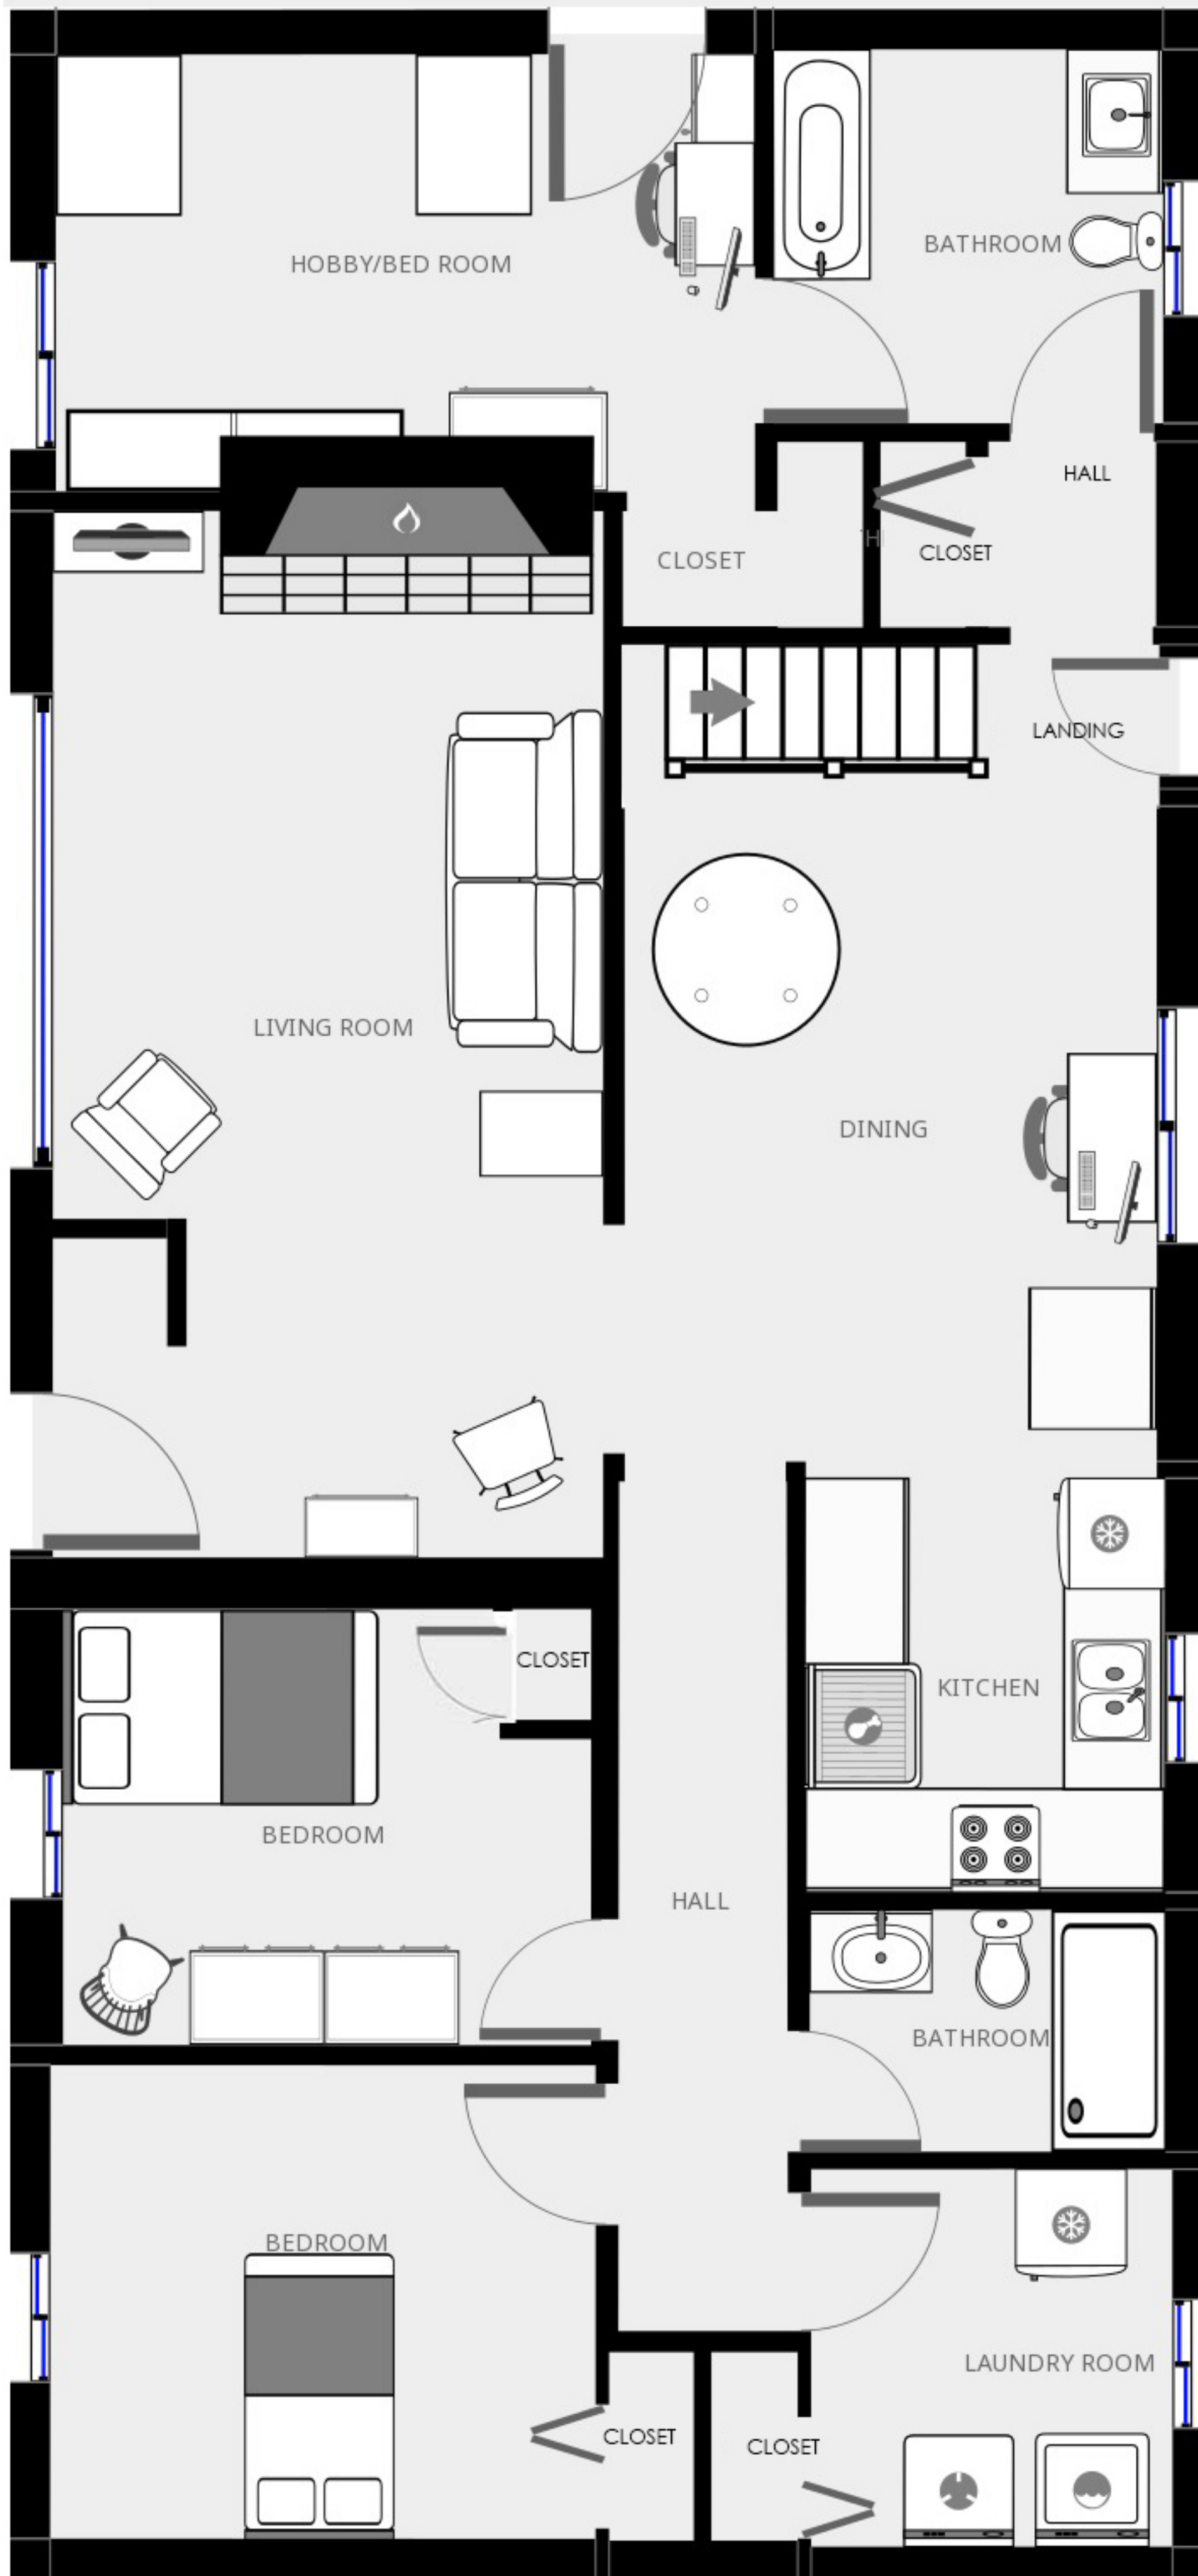 BATHROOM
HOBBY/BED ROOM
HALL
CLOSET
CLOSET
LANDING
LIVING ROOM
DINING
CLOSET
KITCHEN
BEDROOM
HALL
BATHROOM
BEDROOM
LAUNDRY ROOM
CLOSET
CLOSET